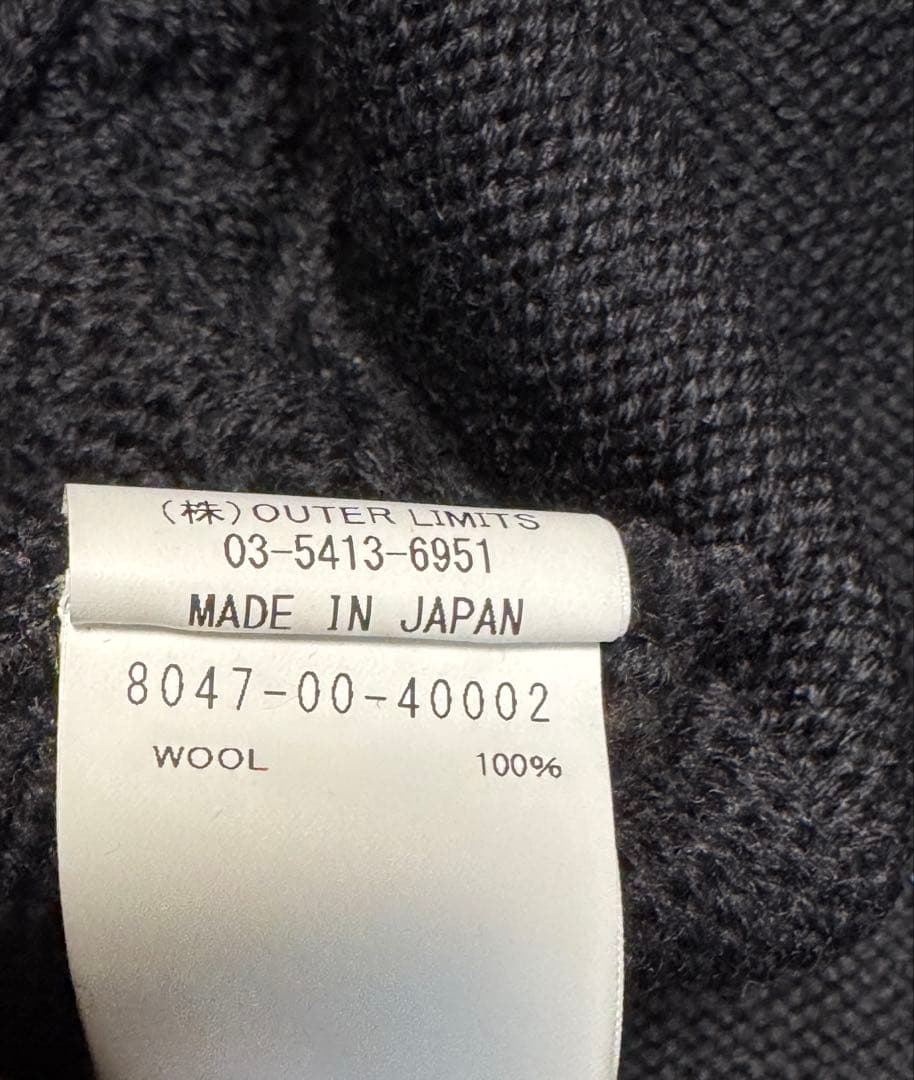 (株)OUTER LIMITS
03-5413-6951
MADE IN JAPAN
8047-00-40002
WOOL 100%